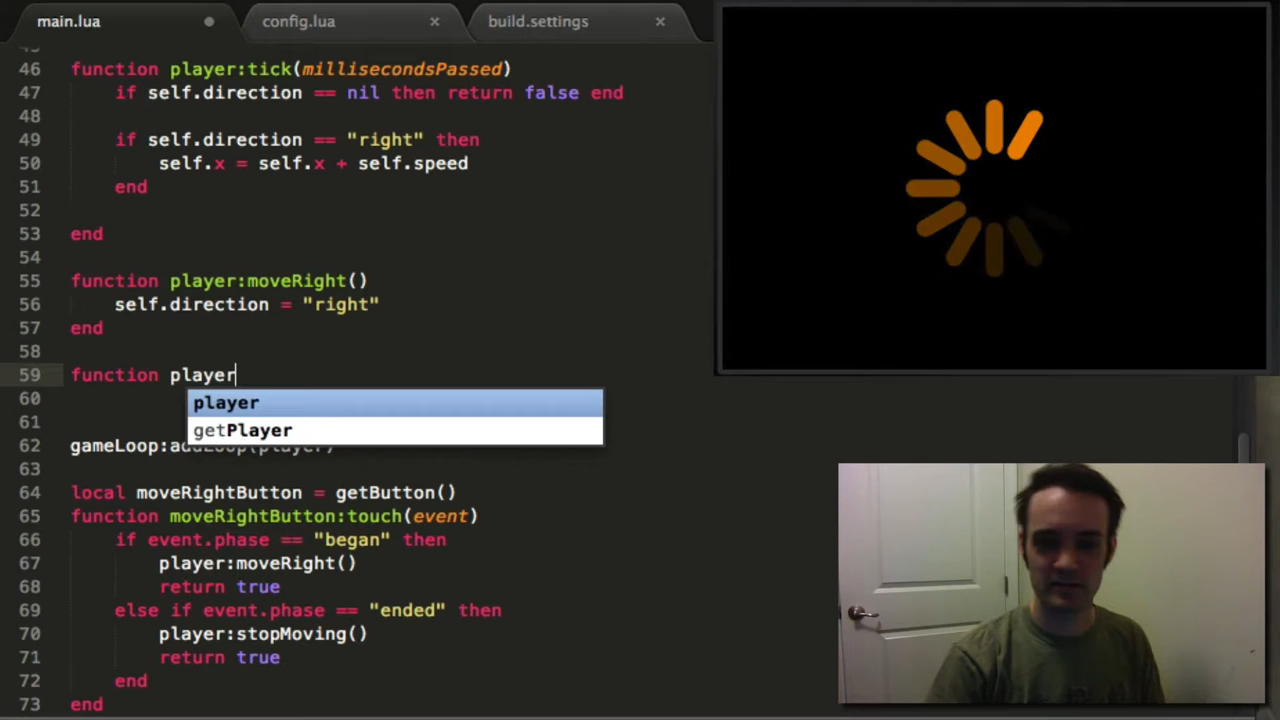 main.lua
config.lua ×
build.settings ×
46 function player:tick(millisecondsPassed)
47 if self.direction == nil then return false end
48
49 if self.direction == "right" then
50 self.x = self.x + self.speed
51 end
52
53 end
54
55 function player:moveRight()
56 self.direction = "right"
57 end
58
59 function player
player
60
getPlayer
61
62
63
64 local moveRightButton = getButton()
65 function moveRightButton:touch(event)
66 if event.phase == "began" then
67 player:moveRight()
68 return true
69 else if event.phase == "ended" then
70 player:stopMoving()
71 return true
72 end
73 end